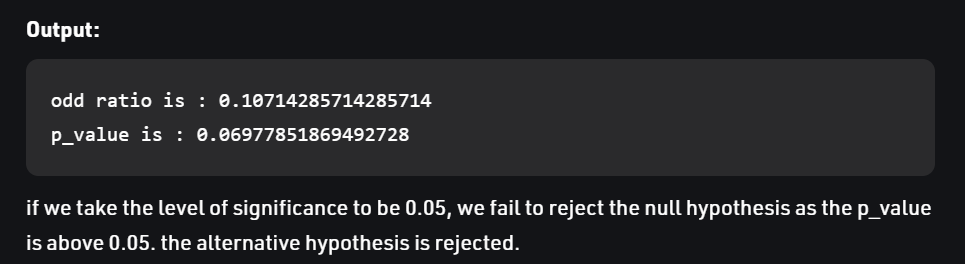 Output:
odd ratio is : 0.10714285714285714
p_value is : 0.06977851869492728
if we take the level of significance to be 0.05, we fail to reject the null hypothesis as the p_value
is above 0.05. the alternative hypothesis is rejected.